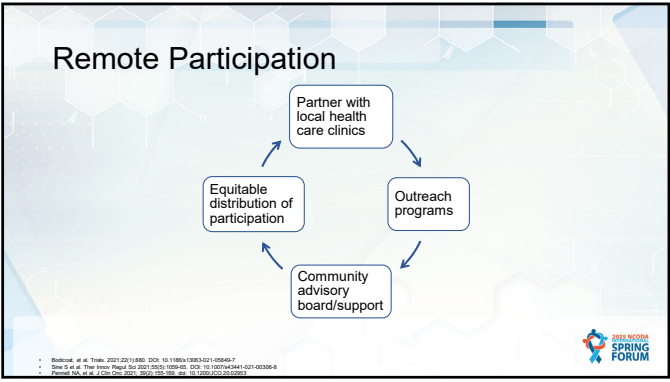 Remote Participation
Partner with
local health
care clinics
Equitable
distribution of
participation
Outreach
programs
Community
advisory
board/support
• Bodicoat, et al. Trials. 2021;22(1):880. DOI: 10.1186/s13063-021-05849-7
• Sine S et al. Ther Innov Regul Sci 2021;55(5):1059-65. DOI: 10.1007/s43441-021-00306-8
• Pennell NA, et al. J Clin Onc 2021; 39(2):155-169. doi: 10.1200/JCO.20.02953
2025 NCODA
INTERNATIONAL
SPRING
FORUM